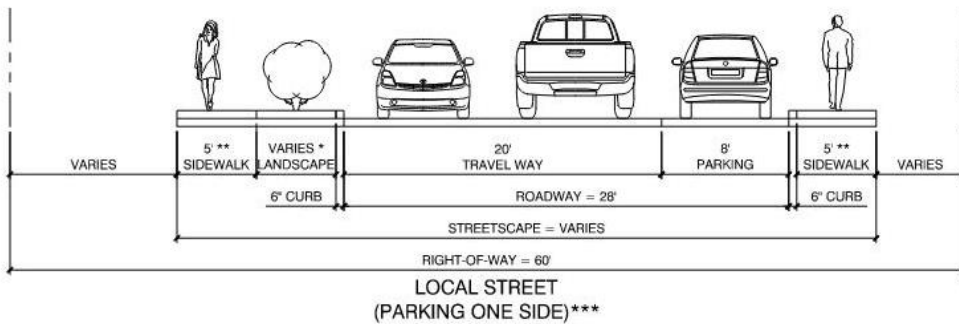 5' **
VARIES *
20'
8'
5' **
VARIES
SIDEWALK
LANDSCAPE
TRAVEL WAY
PARKING
SIDEWALK
VARIES
6" CURB
ROADWAY = 28'
6" CURB
STREETSCAPE = VARIES
RIGHT-OF-WAY = 60'
LOCAL STREET
(PARKING ONE SIDE)***